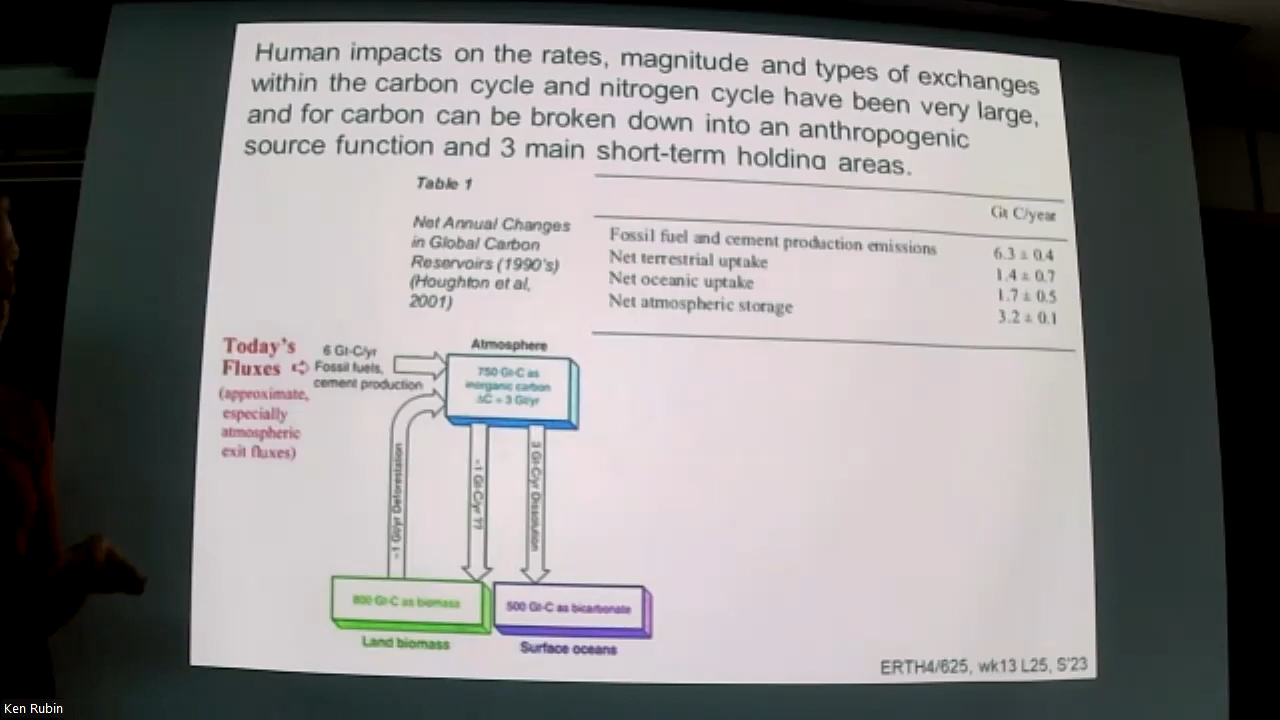 Human impacts on the rates, magnitude and types of exchanges
within the carbon cycle and nitrogen cycle have been very large,
and for carbon can be broken down into an anthropogenic
source function and 3 main short-term holding areas.
Table 1
Net Annual Changes
in Global Carbon
Reservoirs (1990's)
(Houghton et al,
2001)
Gt C/year
Fossil fuel and cement production emissions 6.3 ± 0.4
Net terrestrial uptake 1.4 ± 0.7
Net oceanic uptake 1.7 ± 0.5
Net atmospheric storage 3.2 ± 0.1
Today's
Fluxes
(approximate,
especially
atmospheric
exit fluxes)
6 Gt-C/yr
Fossil fuels,
cement production
Atmosphere
750 Gt-C as
inorganic carbon
ΔC = 3 Gt/yr
~1 Gt/yr Deforestation
~1 Gt-C/yr ??
3 Gt-C/yr Dissolution
800 Gt-C as biomass
Land biomass
500 Gt-C as bicarbonate
Surface oceans
ERTH4/625, wk13 L25, S'23
Ken Rubin